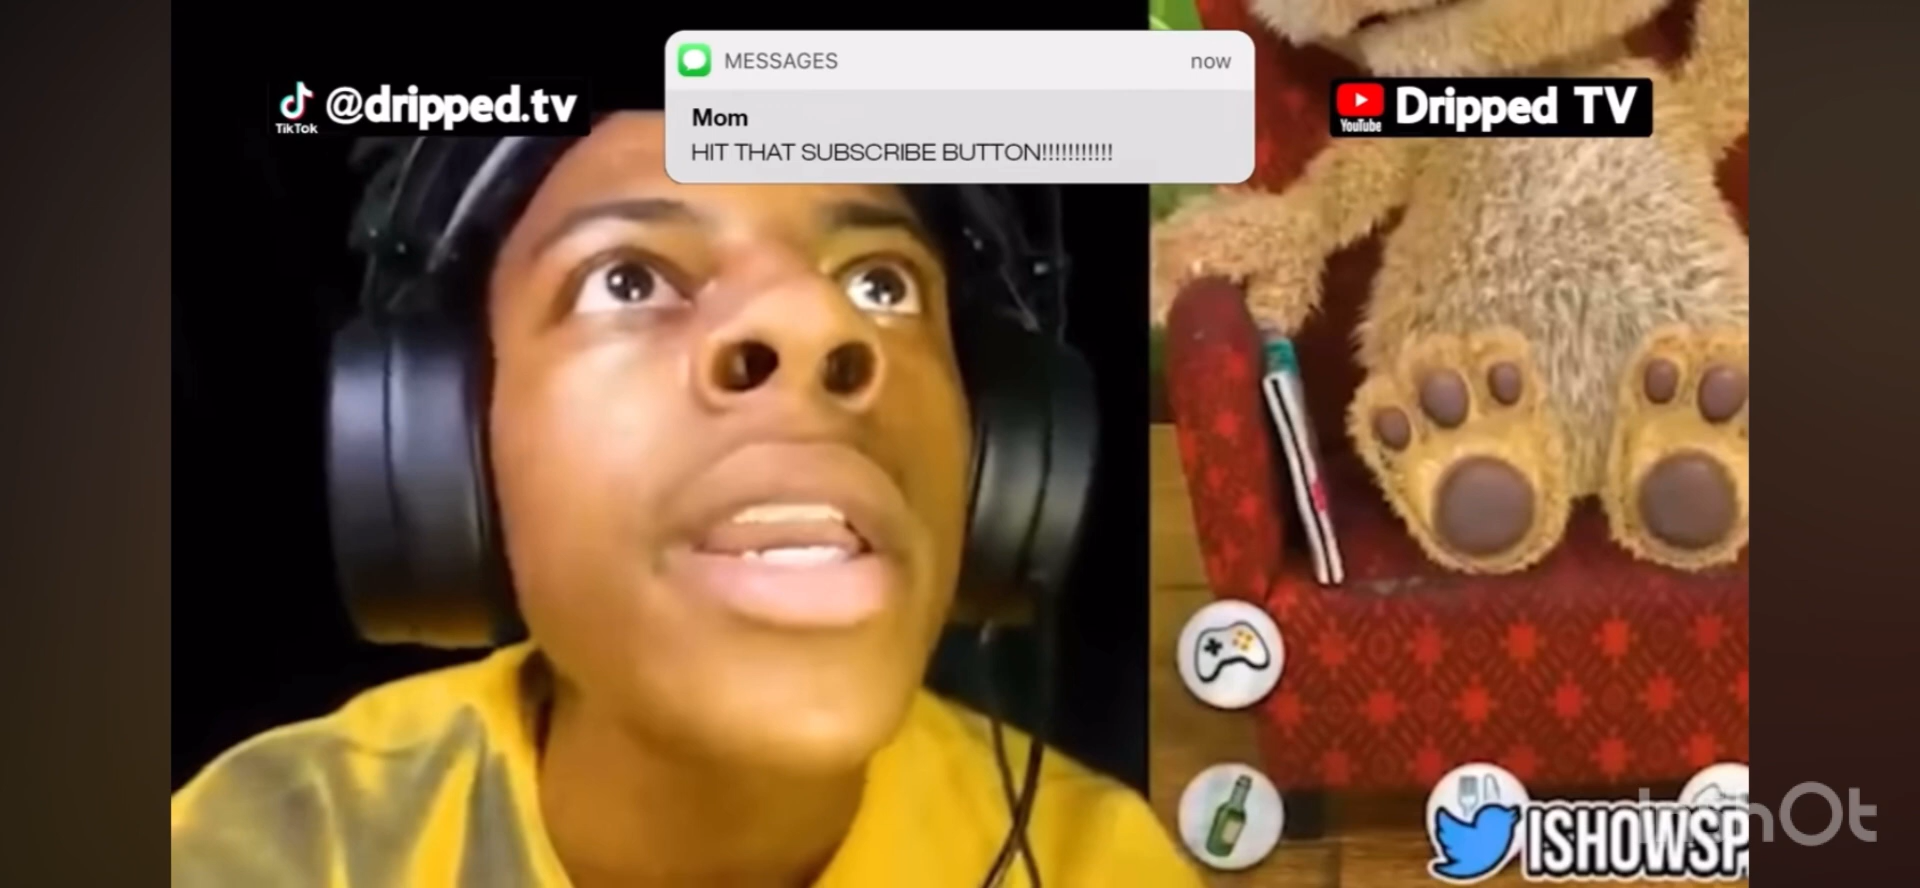 TikTok
@dripped.tv
MESSAGES
now
Mom
HIT THAT SUBSCRIBE BUTTON!!!!!!!!!!!
YouTube
Dripped TV
ISHOWSP